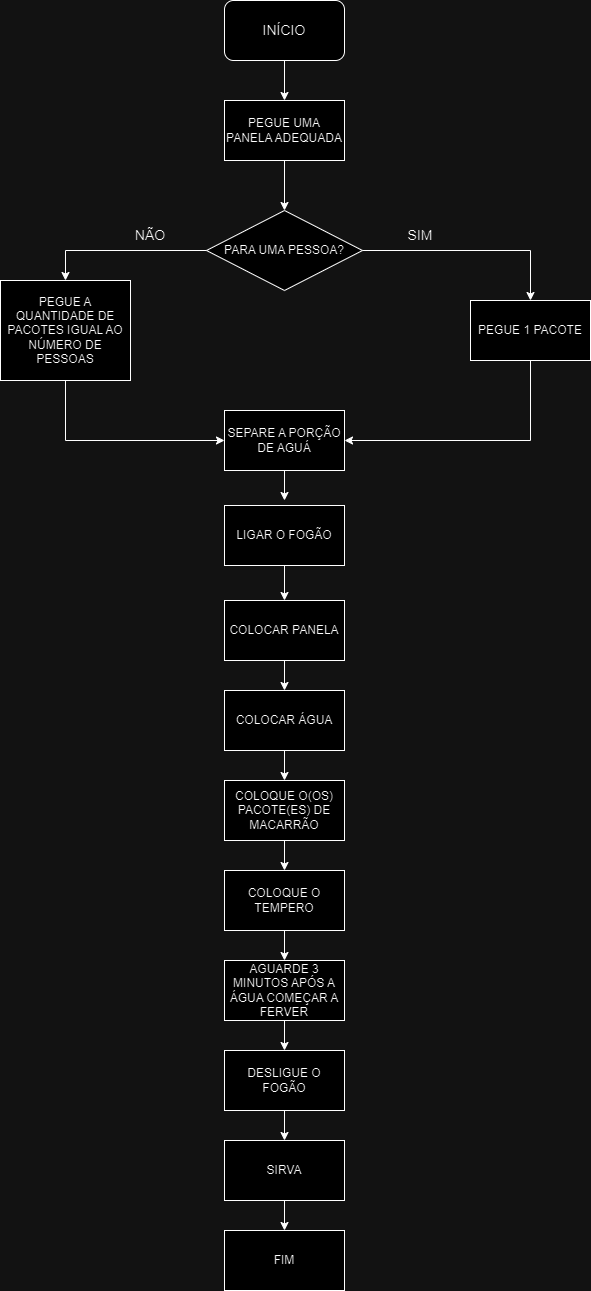 INÍCIO
PEGUE UMA
PANELA ADEQUADA
NÃO
SIM
PARA UMA PESSOA?
PEGUE A
QUANTIDADE DE
PACOTES IGUAL AO
NÚMERO DE
PESSOAS
PEGUE 1 PACOTE
SEPARE A PORÇÃO
DE AGUÁ
LIGAR O FOGÃO
COLOCAR PANELA
COLOCAR ÁGUA
COLOQUE O(OS)
PACOTE(ES) DE
MACARRÃO
COLOQUE O
TEMPERO
AGUARDE 3
MINUTOS APÓS A
ÁGUA COMEÇAR A
FERVER
DESLIGUE O
FOGÃO
SIRVA
FIM